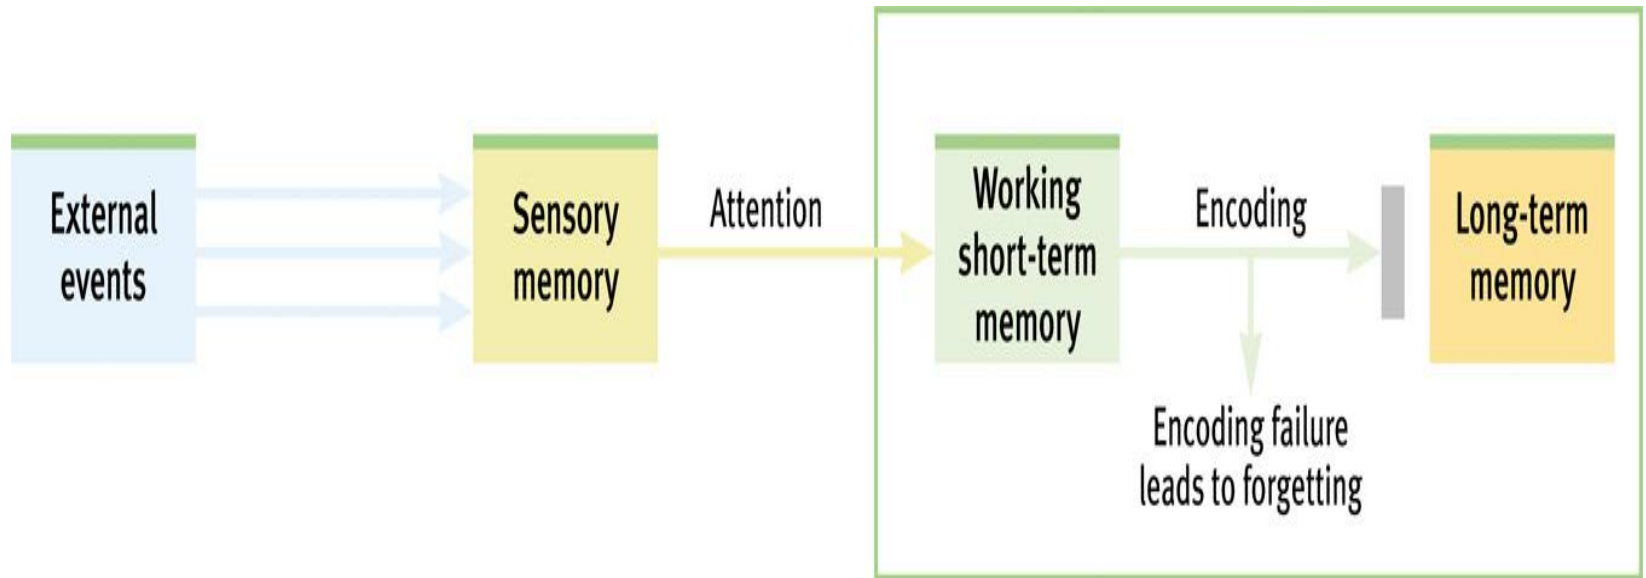 External
events
Sensory
memory
Attention
Working
short-term
memory
Encoding
Long-term
memory
Encoding failure
leads to forgetting